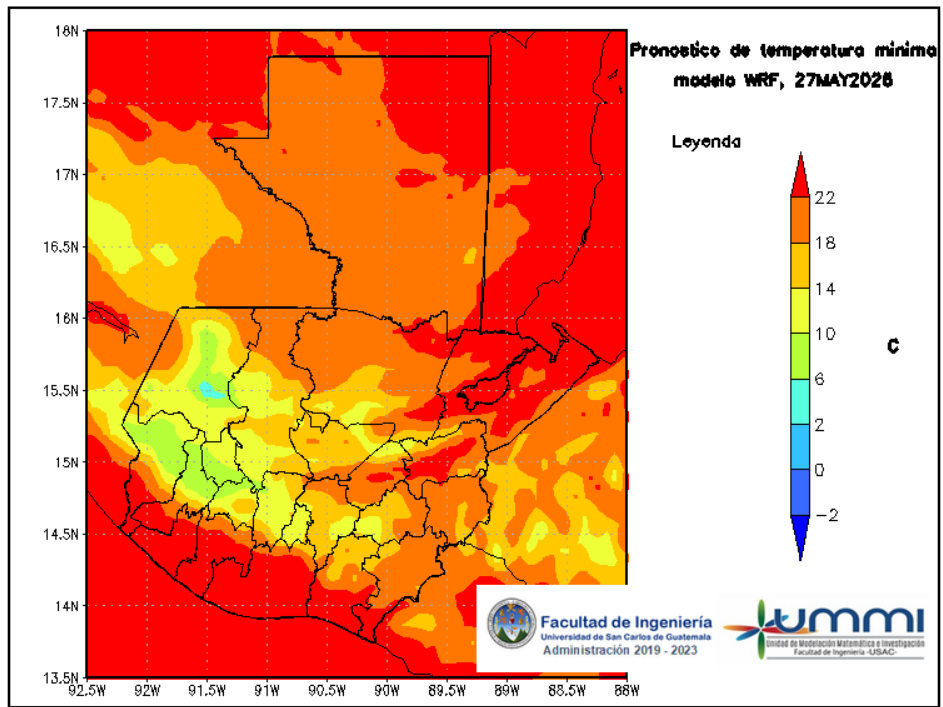 Pronostico de temperatura minima
modelo WRF, 27MAY2026
Leyenda
22
18
14
10
6
2
0
−2
C
18N
17.5N
17N
16.5N
16N
15.5N
15N
14.5N
14N
13.5N
92.5W 92W 91.5W 91W 90.5W 90W 89.5W 89W 88.5W 88W
Facultad de Ingeniería
Universidad de San Carlos de Guatemala
Administración 2019 - 2023
ummi
Unidad de Modelación Matemática e Investigación
Facultad de Ingeniería -USAC-